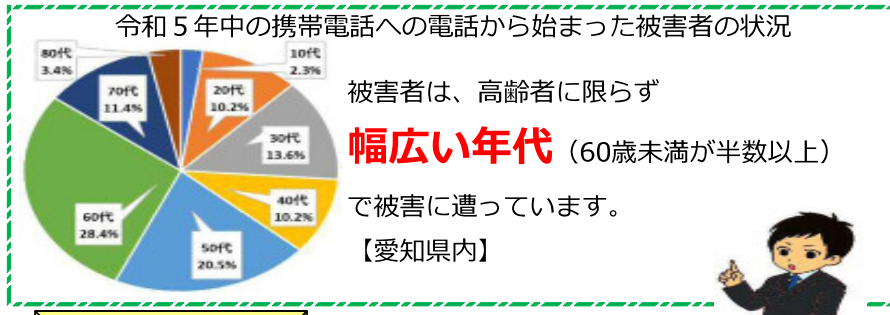 令和５年中の携帯電話への電話から始まった被害者の状況
80代
3.4%
10代
2.3%
70代
11.4%
20代
10.2%
30代
13.6%
40代
10.2%
60代
28.4%
50代
20.5%
被害者は、高齢者に限らず
幅広い年代（60歳未満が半数以上）
で被害に遭っています。
【愛知県内】